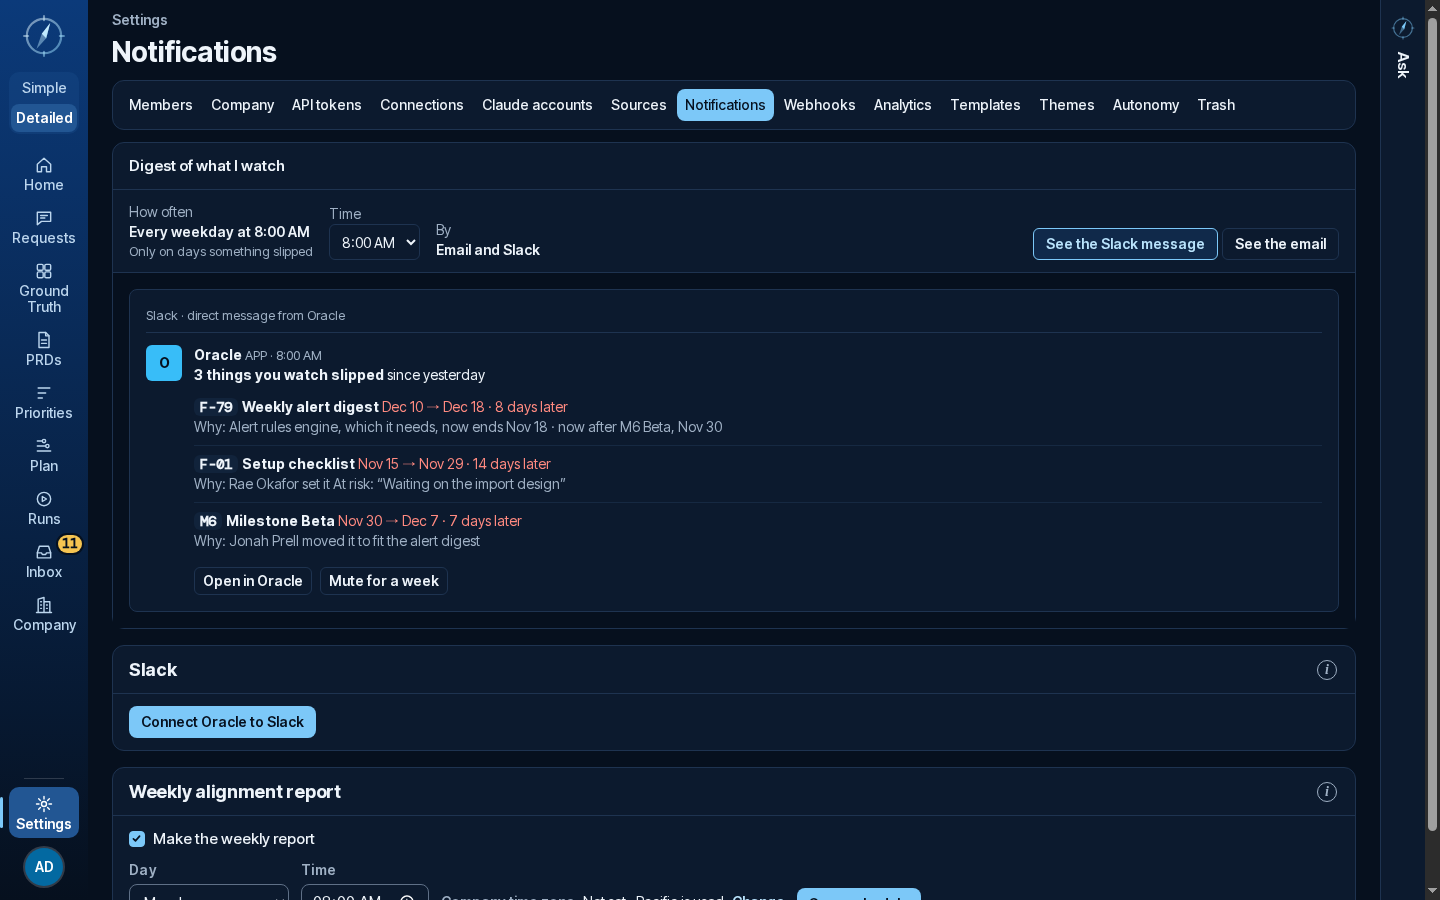 Settings
Notifications
Simple
Detailed
Home
Requests
Ground
Truth
PRDs
Priorities
Plan
Runs
11
Inbox
Company
Settings
AD
Members Company API tokens Connections Claude accounts Sources Notifications Webhooks Analytics Templates Themes Autonomy Trash
Digest of what I watch
How often
Every weekday at 8:00 AM
Only on days something slipped
Time
8:00 AM
By
Email and Slack
See the Slack message
See the email
Slack · direct message from Oracle
O
Oracle APP · 8:00 AM
3 things you watch slipped since yesterday
F-79 Weekly alert digest Dec 10 → Dec 18 · 8 days later
Why: Alert rules engine, which it needs, now ends Nov 18 · now after M6 Beta, Nov 30
F-01 Setup checklist Nov 15 → Nov 29 · 14 days later
Why: Rae Okafor set it At risk: “Waiting on the import design”
M6 Milestone Beta Nov 30 → Dec 7 · 7 days later
Why: Jonah Prell moved it to fit the alert digest
Open in Oracle
Mute for a week
Slack
i
Connect Oracle to Slack
Weekly alignment report
i
Make the weekly report
Day
Time
Ask